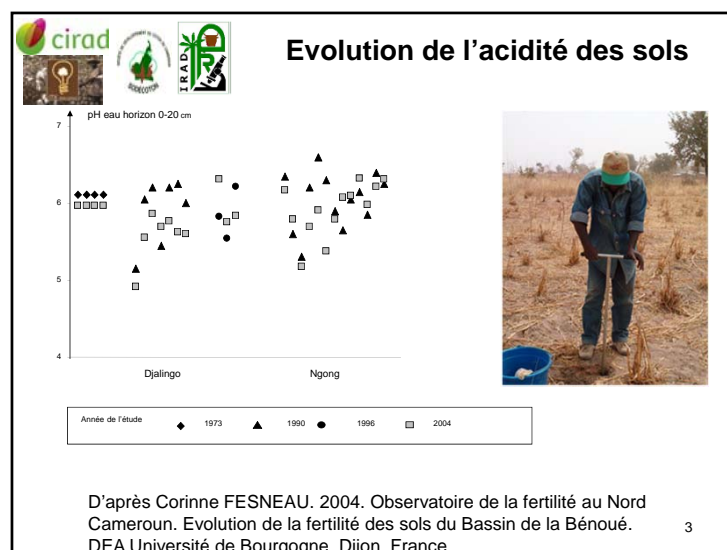 cirad
SODECOTON
IRAD
Evolution de l'acidité des sols
pH eau horizon 0-20 cm
7
6
5
4
Djalingo
Ngong
Année de l'étude
1973
1990
1996
2004
D'après Corinne FESNEAU. 2004. Observatoire de la fertilité au Nord
Cameroun. Evolution de la fertilité des sols du Bassin de la Bénoué.
DEA Université de Bourgogne, Dijon, France
3